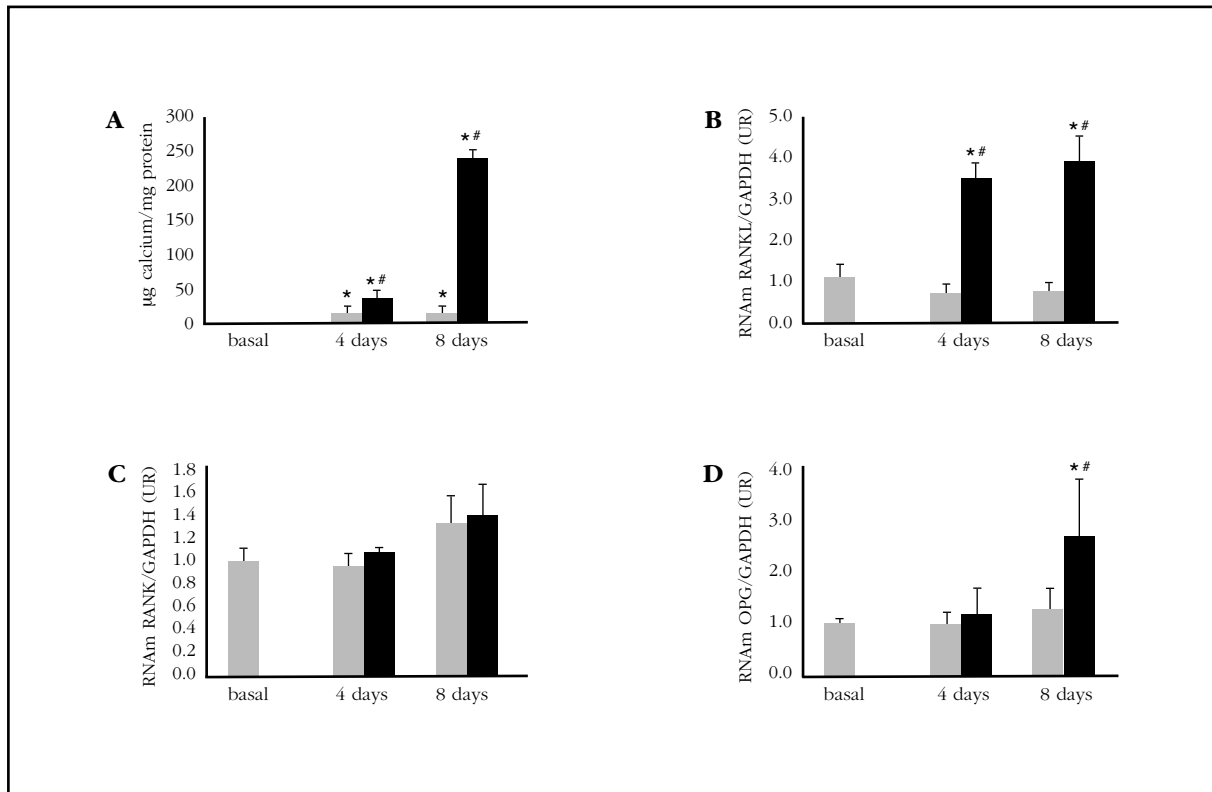 A
µg calcium/mg protein
300
250
200
150
100
50
0
* 
*#
*
*#
basal 4 days 8 days
B
RNAm RANKL/GAPDH (UR)
5.0
4.0
3.0
2.0
1.0
0.0
*#
*#
basal 4 days 8 days
C
RNAm RANK/GAPDH (UR)
1.8
1.6
1.4
1.2
1.0
0.8
0.6
0.4
0.2
0.0
basal 4 days 8 days
D
RNAm OPG/GAPDH (UR)
4.0
3.0
2.0
1.0
0.0
*#
basal 4 days 8 days